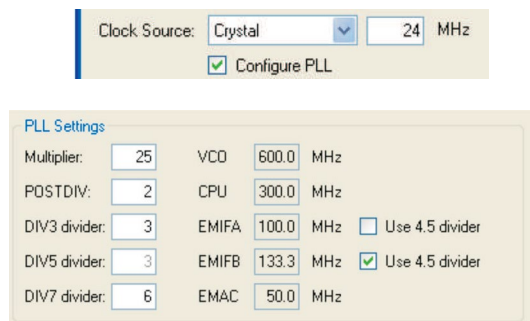 Clock Source: Crystal 24 MHz
Configure PLL
PLL Settings
Multiplier: 25 VCO 600.0 MHz
POSTDIV: 2 CPU 300.0 MHz
DIV3 divider: 3 EMIFA 100.0 MHz Use 4.5 divider
DIV5 divider: 3 EMIFB 133.3 MHz Use 4.5 divider
DIV7 divider: 6 EMAC 50.0 MHz